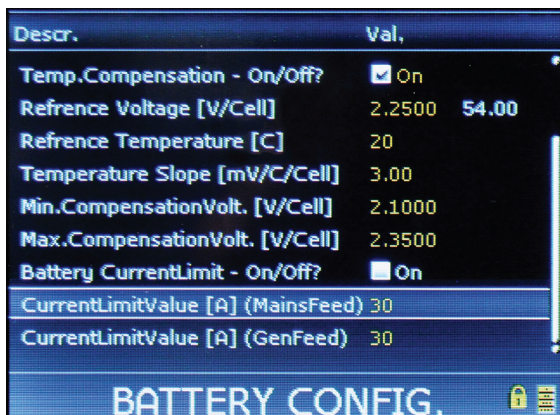 Descr. Val.
Temp.Compensation - On/Off? On
Refrence Voltage [V/Cell] 2.2500 54.00
Refrence Temperature [C] 20
Temperature Slope [mV/C/Cell] 3.00
Min.CompensationVolt. [V/Cell] 2.1000
Max.CompensationVolt. [V/Cell] 2.3500
Battery CurrentLimit - On/Off? On
CurrentLimitValue [A] (MainsFeed) 30
CurrentLimitValue [A] (GenFeed) 30
BATTERY CONFIG.